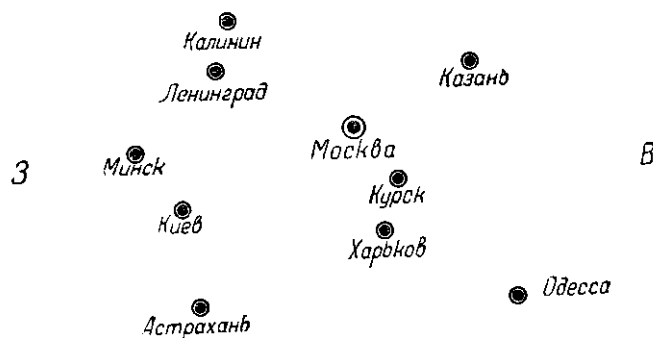 Калинин
Казань
Ленинград
Москва
З
Минск
В
Курск
Киев
Харьков
Одесса
Астрахань